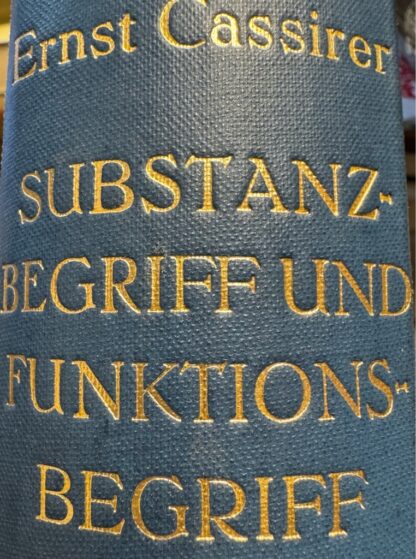 Ernst Cassirer
SUBSTANZ-
BEGRIFF UND
FUNKTIONS-
BEGRIFF